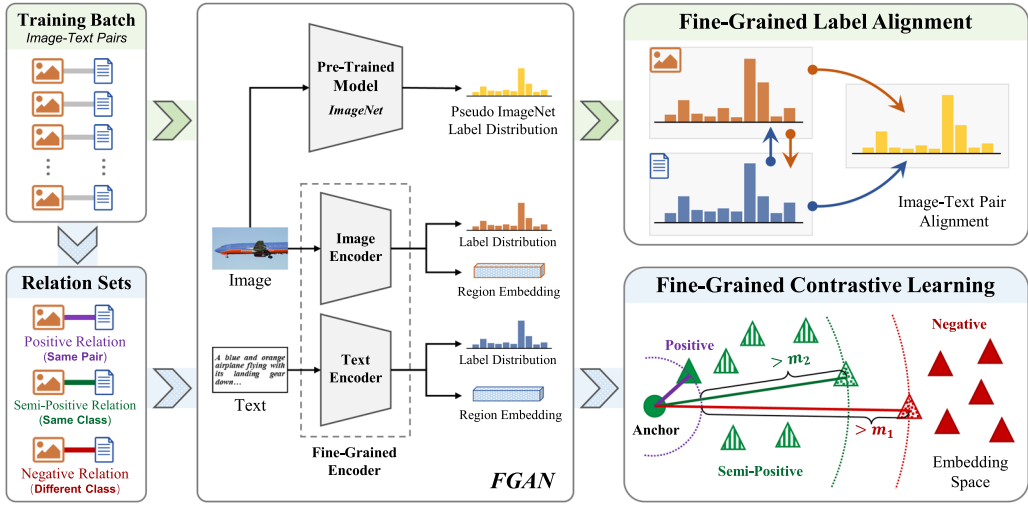 Training Batch
Image-Text Pairs
Relation Sets
Positive Relation
(Same Pair)
Semi-Positive Relation
(Same Class)
Negative Relation
(Different Class)
Pre-Trained
Model
ImageNet
Pseudo ImageNet
Label Distribution
Image
Image
Encoder
Label Distribution
Region Embedding
A blue and orange
airplane flying with
its landing gear
down...
Text
Text
Encoder
Label Distribution
Region Embedding
Fine-Grained
Encoder
FGAN
Fine-Grained Label Alignment
Image-Text Pair
Alignment
Fine-Grained Contrastive Learning
Positive
Negative
> m2
Anchor
> m1
Semi-Positive
Embedding
Space